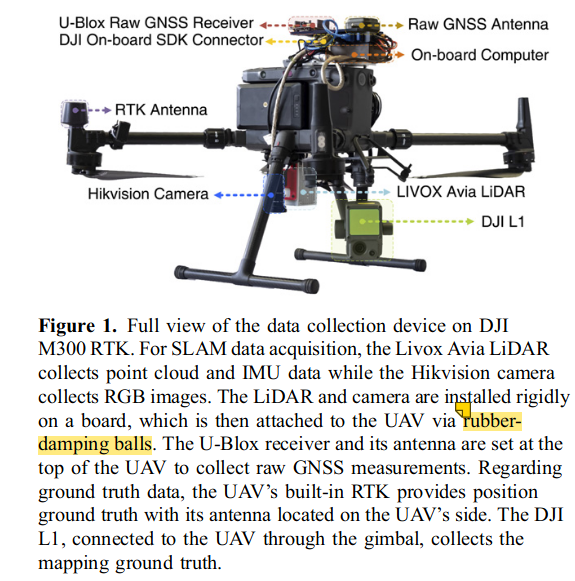 U-Blox Raw GNSS Receiver
DJI On-board SDK Connector
Raw GNSS Antenna
On-board Computer
RTK Antenna
Hikvision Camera
LIVOX Avia LiDAR
DJI L1
Figure 1. Full view of the data collection device on DJI
M300 RTK. For SLAM data acquisition, the Livox Avia LiDAR
collects point cloud and IMU data while the Hikvision camera
collects RGB images. The LiDAR and camera are installed rigidly
on a board, which is then attached to the UAV via rubber-
damping balls. The U-Blox receiver and its antenna are set at the
top of the UAV to collect raw GNSS measurements. Regarding
ground truth data, the UAV's built-in RTK provides position
ground truth with its antenna located on the UAV's side. The DJI
L1, connected to the UAV through the gimbal, collects the
mapping ground truth.